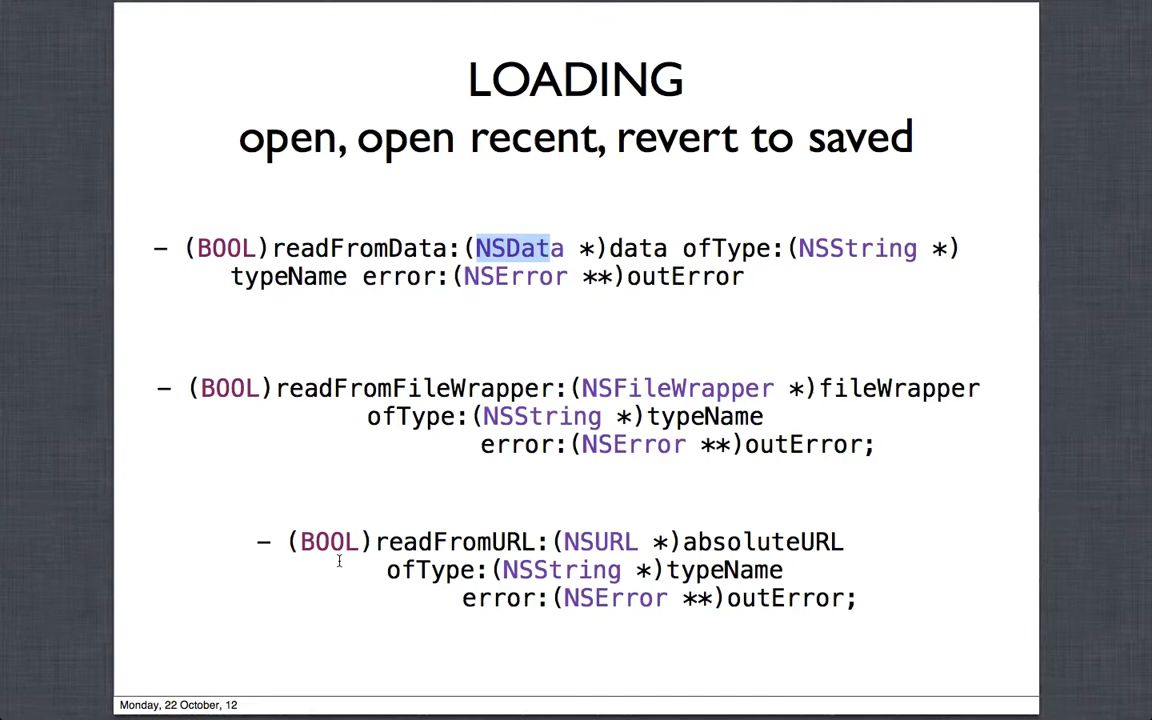 LOADING
open, open recent, revert to saved
- (BOOL)readFromData:(NSData *)data ofType:(NSString *)
typeName error:(NSError **)outError
- (BOOL)readFromFileWrapper:(NSFileWrapper *)fileWrapper
ofType:(NSString *)typeName
error:(NSError **)outError;
- (BOOL)readFromURL:(NSURL *)absoluteURL
ofType:(NSString *)typeName
error:(NSError **)outError;
Monday, 22 October, 12